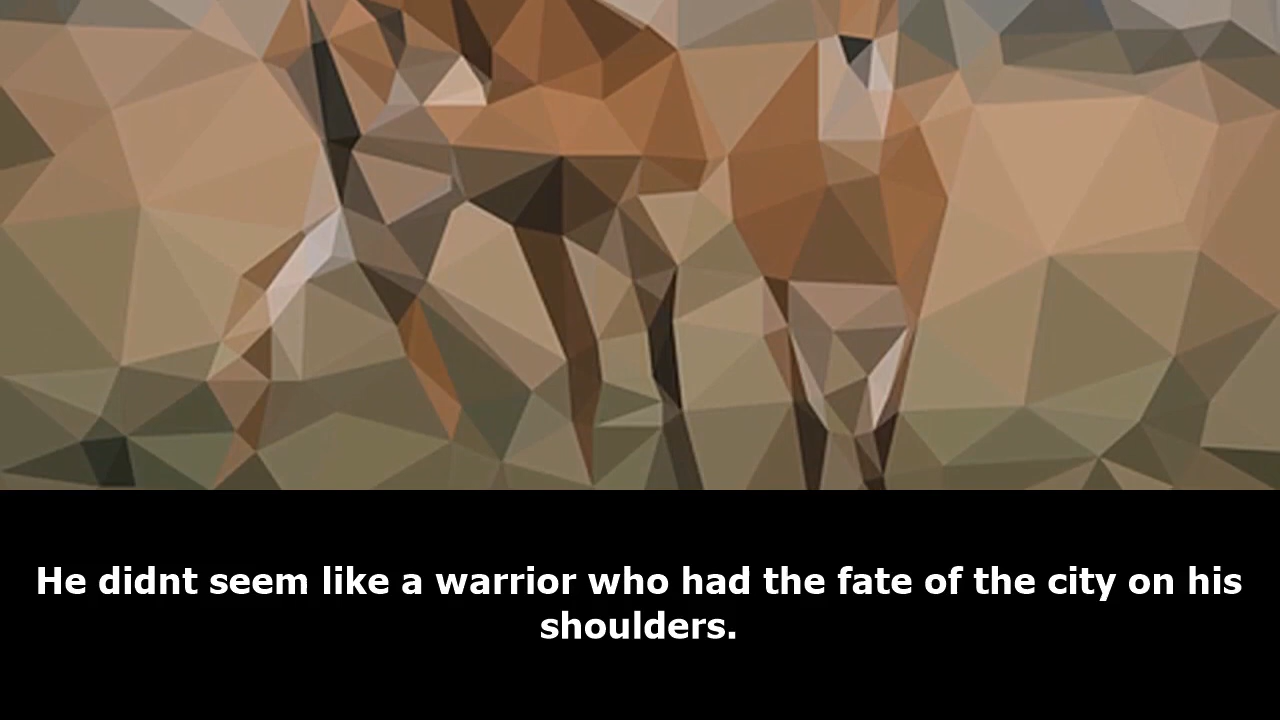 He didnt seem like a warrior who had the fate of the city on his
shoulders.